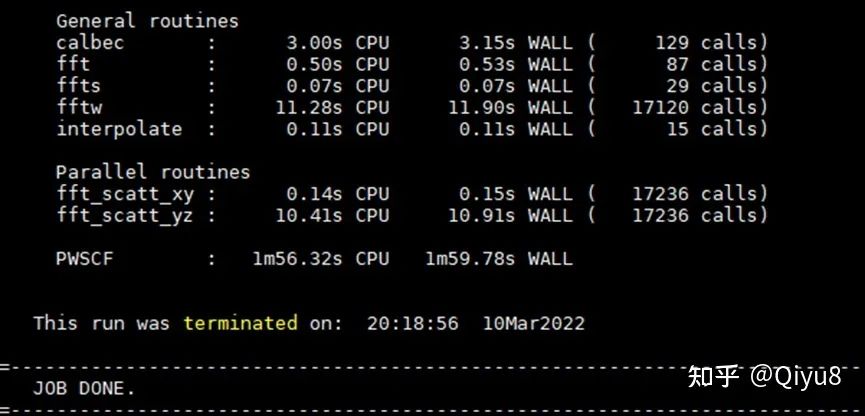 General routines
calbec : 3.00s CPU 3.15s WALL ( 129 calls)
fft : 0.50s CPU 0.53s WALL ( 87 calls)
ffts : 0.07s CPU 0.07s WALL ( 29 calls)
fftw : 11.28s CPU 11.90s WALL ( 17120 calls)
interpolate : 0.11s CPU 0.11s WALL ( 15 calls)
Parallel routines
fft_scatt_xy : 0.14s CPU 0.15s WALL ( 17236 calls)
fft_scatt_yz : 10.41s CPU 10.91s WALL ( 17236 calls)
PWSCF : 1m56.32s CPU 1m59.78s WALL
This run was terminated on: 20:18:56 10Mar2022
=------------------------------------------------------------------------------
JOB DONE.
=------------------------------------------------------------------------------
知乎 @Qiyu8